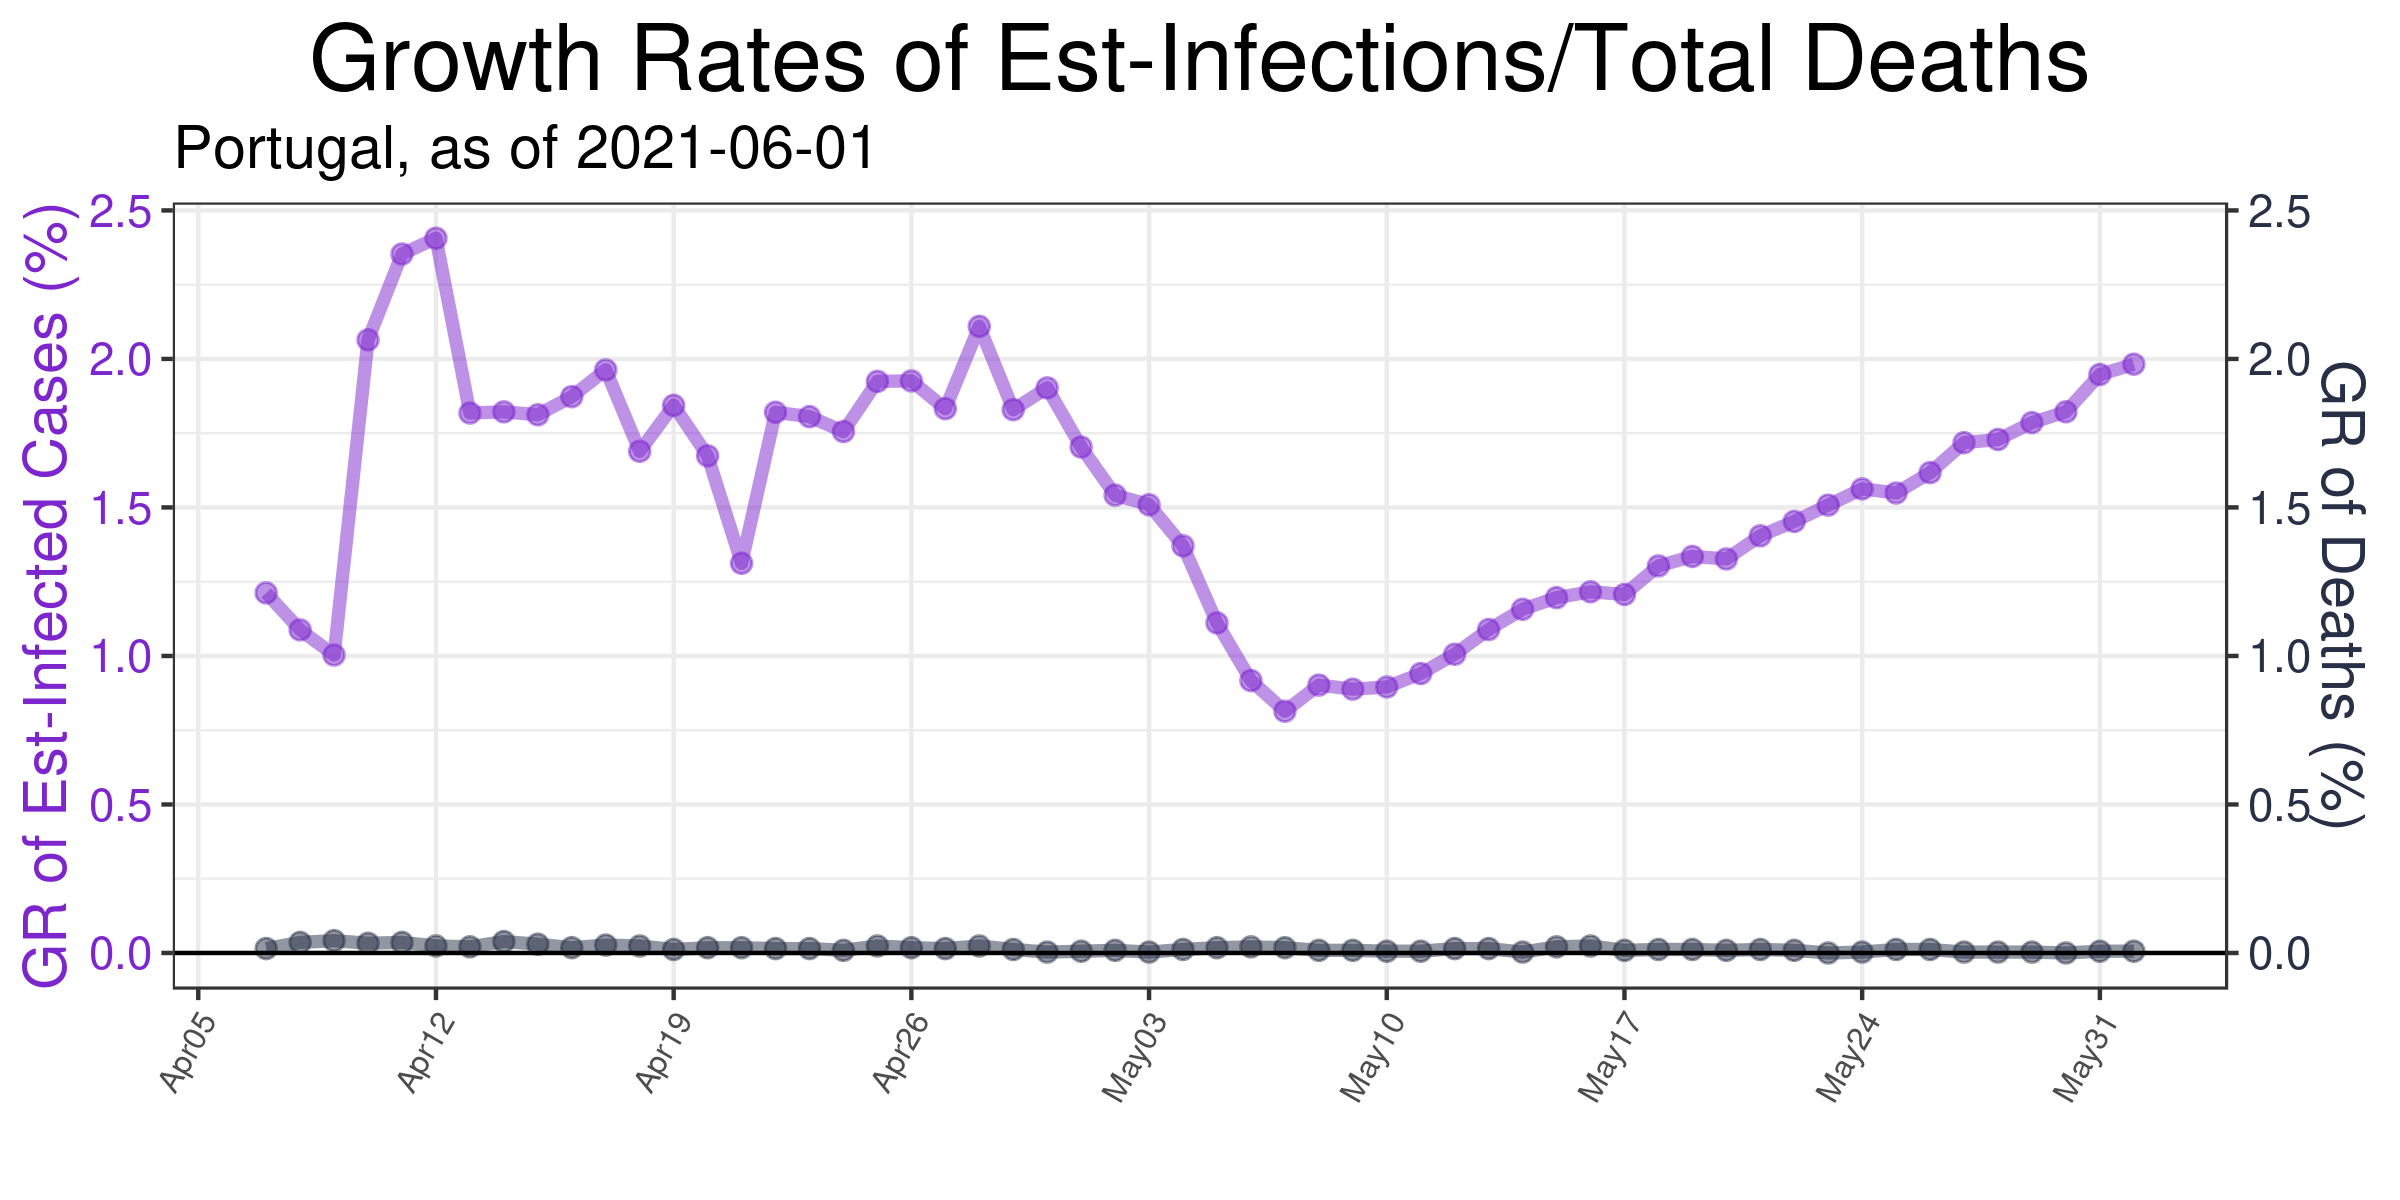 Growth Rates of Est-Infections/Total Deaths
Portugal, as of 2021-06-01
GR of Est-Infected Cases (%)
2.5
2.0
1.5
1.0
0.5
0.0
2.5
2.0
1.5
1.0
0.5
0.0
GR of Deaths (%)
Apr05
Apr12
Apr19
Apr26
May03
May10
May17
May24
May31